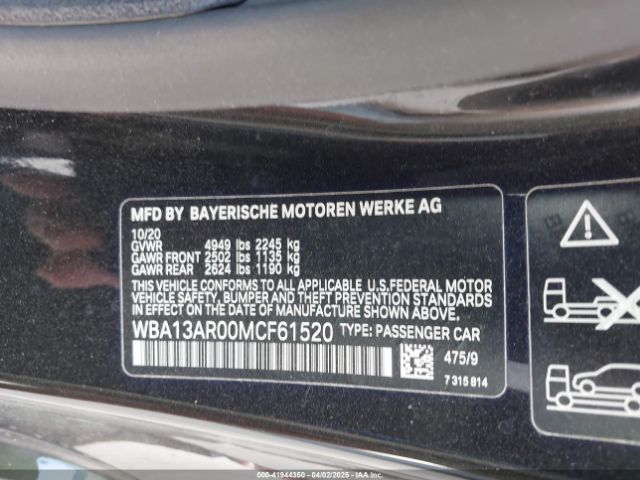 MFD BY BAYERISCHE MOTOREN WERKE AG
10/20
GVWR 4949 lbs 2245 kg
GAWR FRONT 2502 lbs 1135 kg
GAWR REAR 2624 lbs 1190 kg
THIS VEHICLE CONFORMS TO ALL APPLICABLE U.S.FEDERAL MOTOR
VEHICLE SAFETY, BUMPER AND THEFT PREVENTION STANDARDS
IN EFFECT ON THE DATE OF MANUFACTURE SHOWN ABOVE.
WBA13AR00MCF61520 TYPE: PASSENGER CAR
475/9
7 315 814
000-41944350 04/02/2025 IAAI.COM